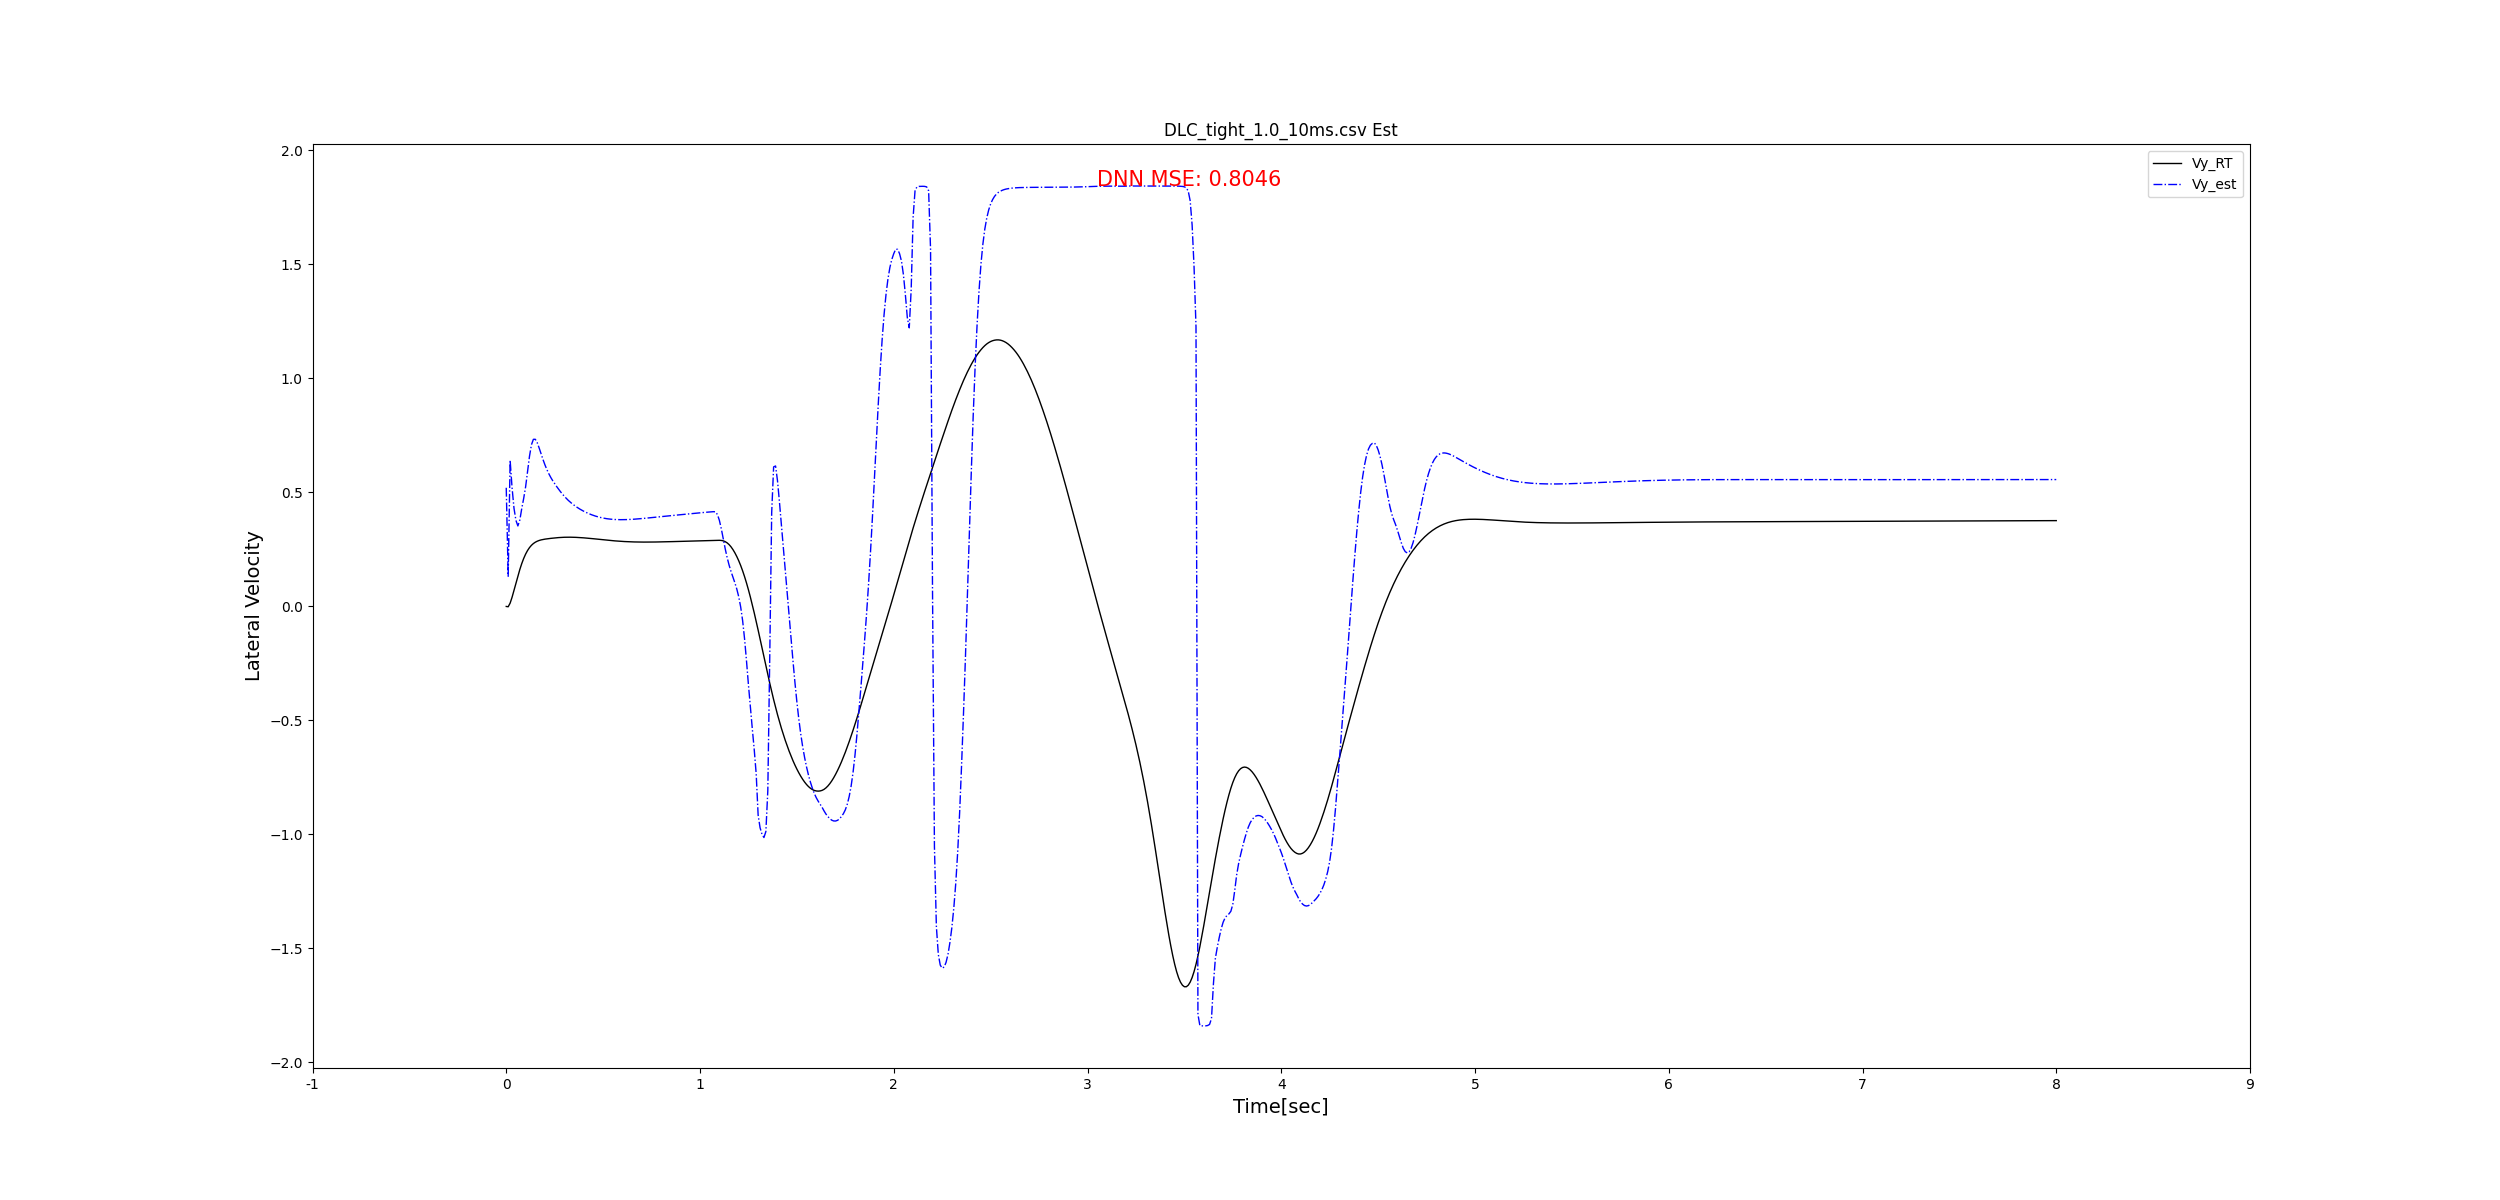 DLC_tight_1.0_10ms.csv Est
DNN MSE: 0.8046
Vy_RT
Vy_est
Lateral Velocity
2.0
1.5
1.0
0.5
0.0
−0.5
−1.0
−1.5
−2.0
-1 0 1 2 3 4 5 6 7 8 9
Time[sec]